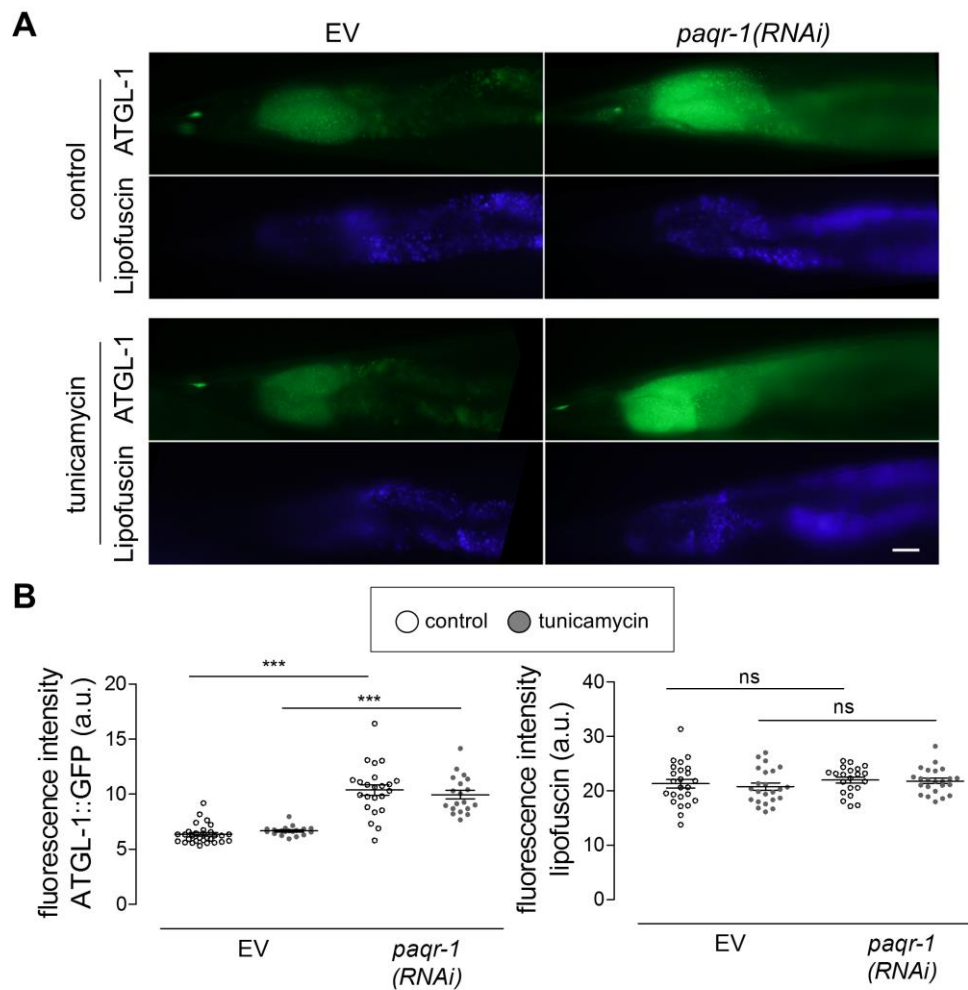 A
EV
paqr-1(RNAi)
control
ATGL-1
Lipofuscin
tunicamycin
ATGL-1
Lipofuscin
B
control
tunicamycin
fluorescence intensity
ATGL-1::GFP (a.u.)
20
15
10
5
0
***
***
EV
paqr-1
(RNAi)
fluorescence intensity
lipofuscin (a.u.)
40
30
20
10
0
ns
ns
EV
paqr-1
(RNAi)